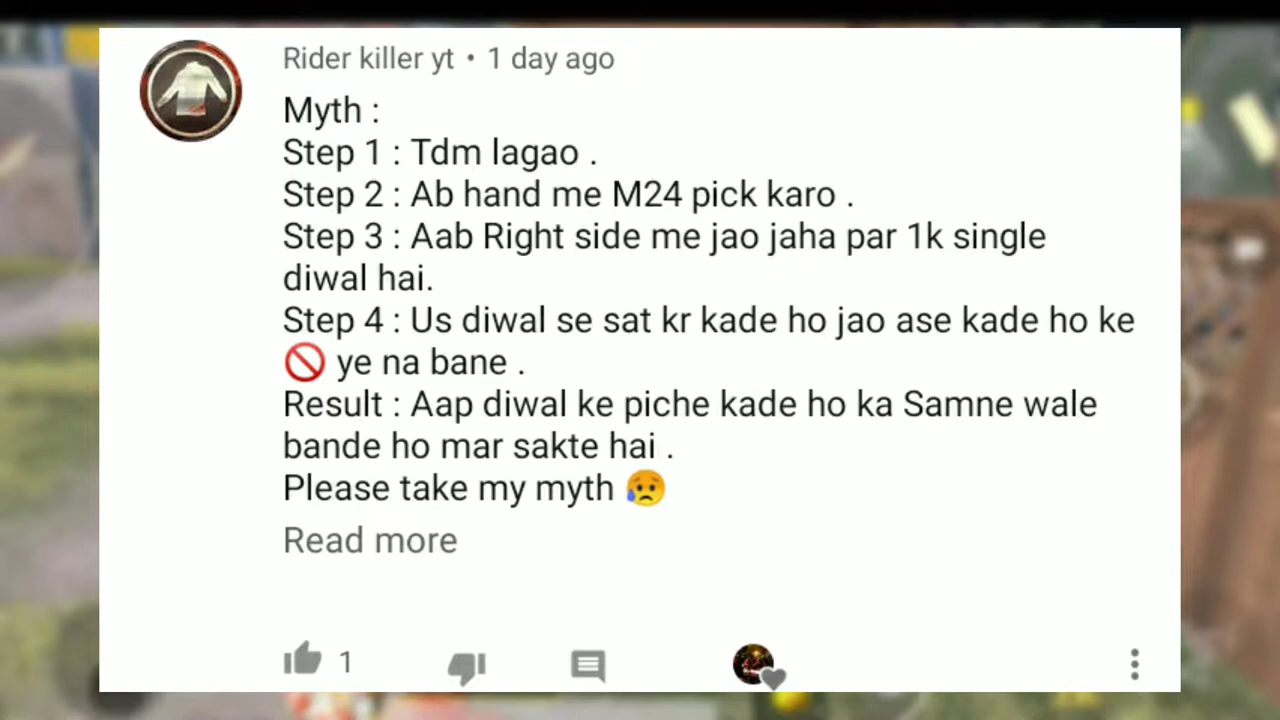 Rider killer yt • 1 day ago
Myth :
Step 1 : Tdm lagao .
Step 2 : Ab hand me M24 pick karo .
Step 3 : Aab Right side me jao jaha par 1k single
diwal hai.
Step 4 : Us diwal se sat kr kade ho jao ase kade ho ke
🚫 ye na bane .
Result : Aap diwal ke piche kade ho ka Samne wale
bande ho mar sakte hai .
Please take my myth 😥
Read more
1